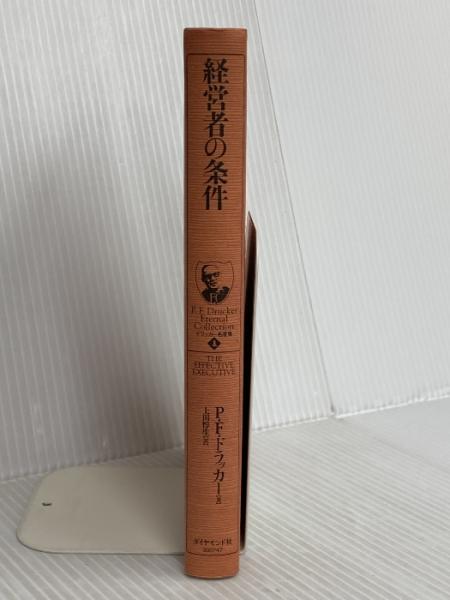 経営者の条件
P. F. Drucker
Eternal
Collection
ドラッカー名著集
1
THE
EFFECTIVE
EXECUTIVE
P・F・ドラッカー[著]
上田惇生[訳]
ダイヤモンド社